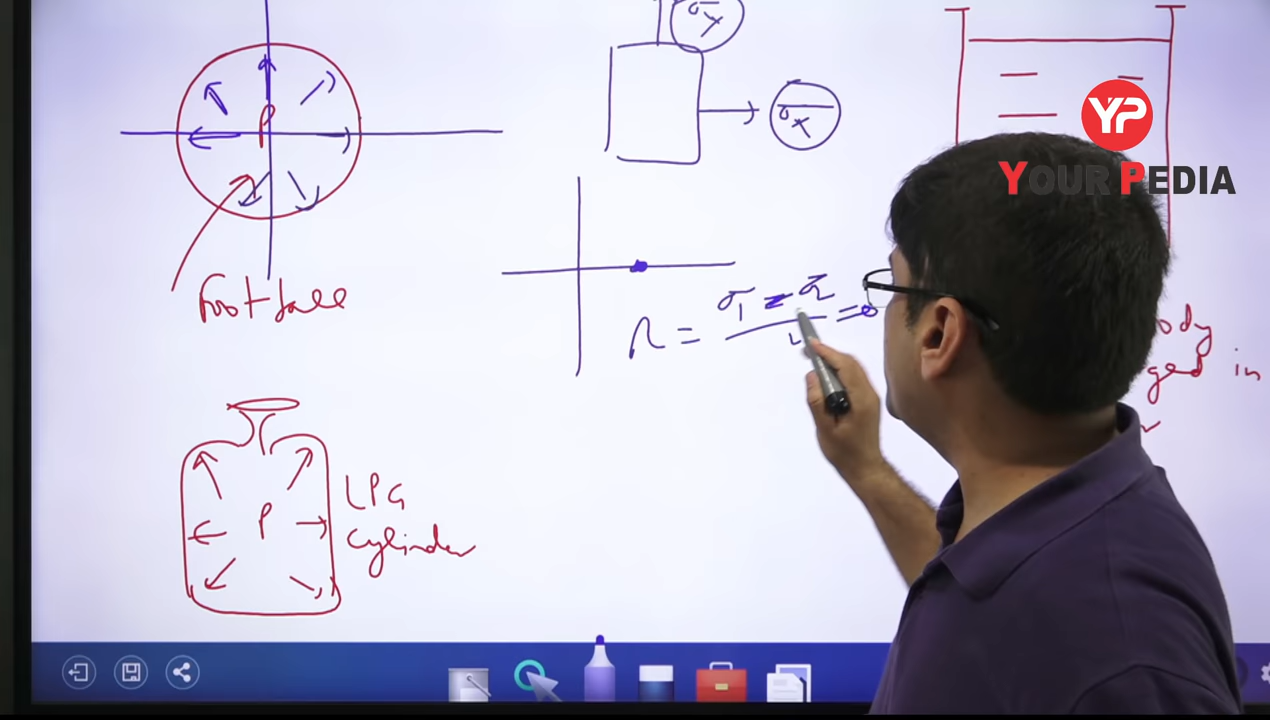 σy
P
σx
YP
YOUR PEDIA
r = σ1 - σ2 / 2 = 0
Football
ody
ged in
P
LPG
cylinder